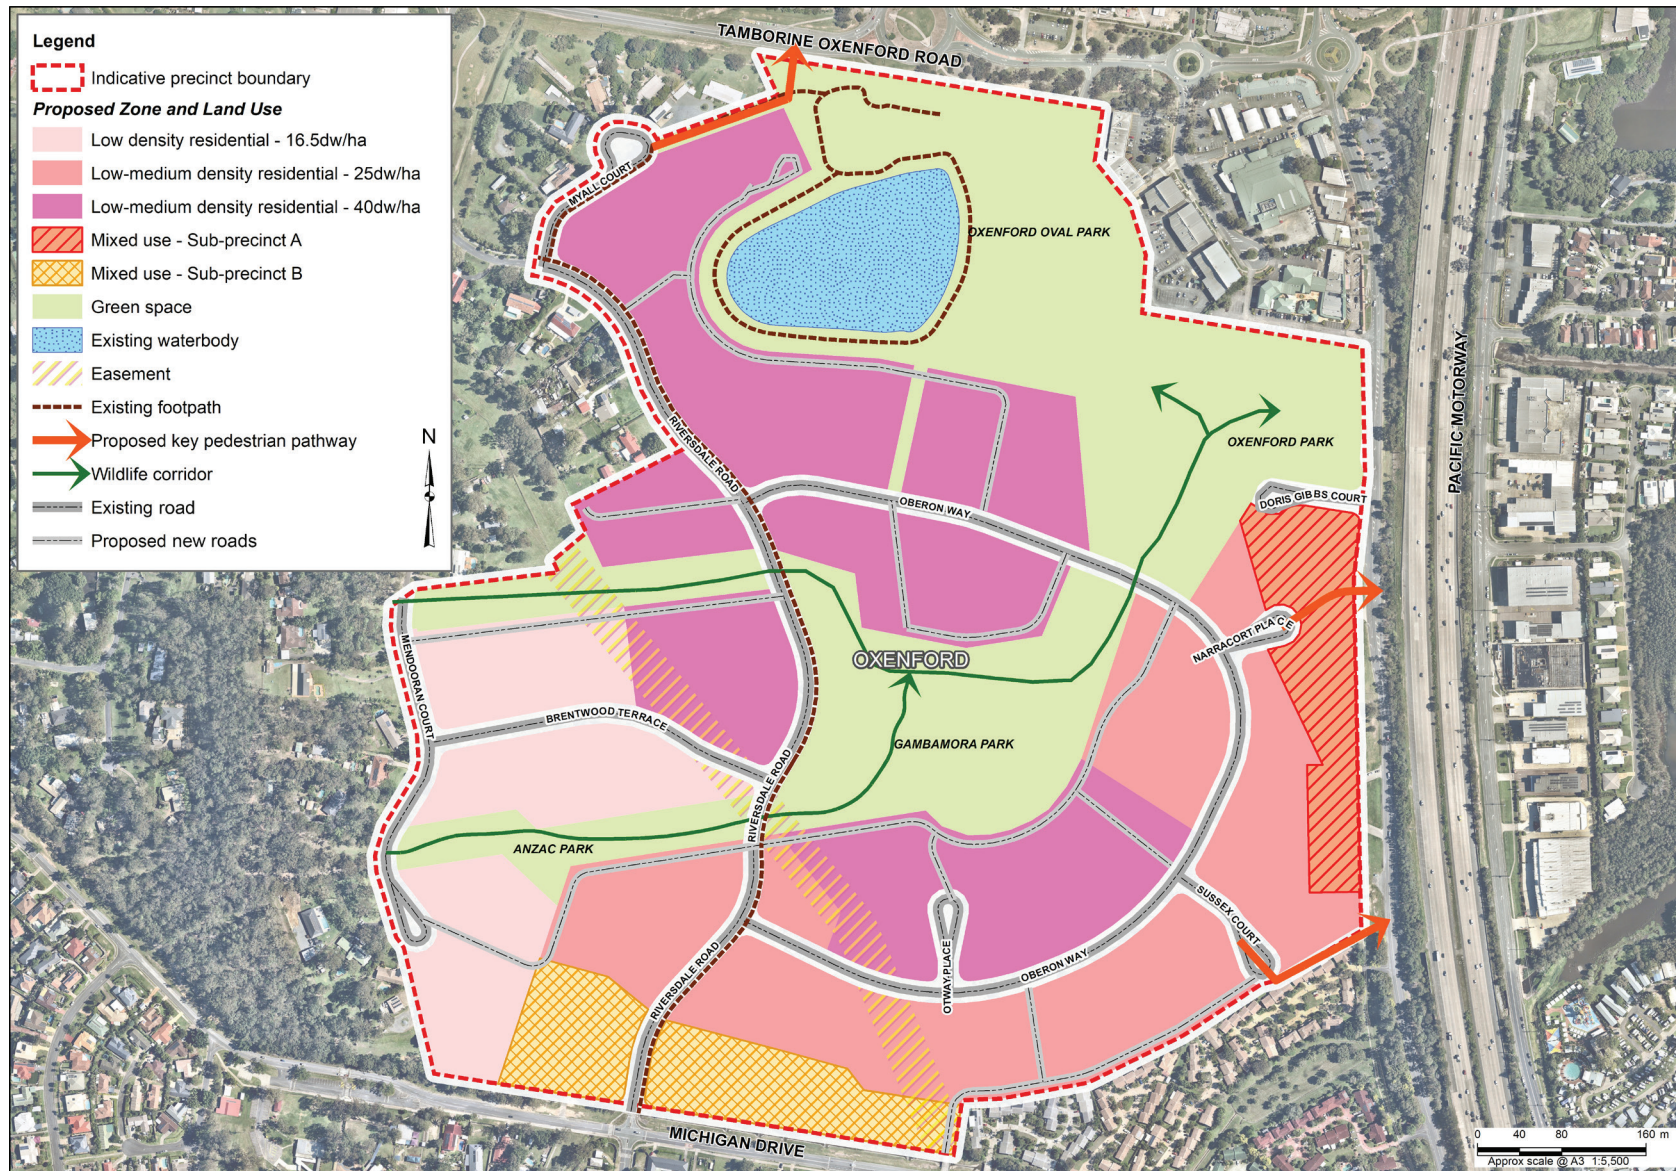 Legend
Indicative precinct boundary
Proposed Zone and Land Use
Low density residential - 16.5dw/ha
Low-medium density residential - 25dw/ha
Low-medium density residential - 40dw/ha
Mixed use - Sub-precinct A
Mixed use - Sub-precinct B
Green space
Existing waterbody
Easement
Existing footpath
Proposed key pedestrian pathway
Wildlife corridor
Existing road
Proposed new roads
N
TAMBORINE OXENFORD ROAD
MYALL COURT
OXENFORD OVAL PARK
PACIFIC MOTORWAY
RIVERSDALE ROAD
OXENFORD PARK
OBERON WAY
DORIS GIBBS COURT
NARRACORT PLACE
OXENFORD
MENDORAN COURT
BRENTWOOD TERRACE
GAMBAMORA PARK
RIVERSDALE ROAD
ANZAC PARK
SUSSEX COURT
OTWAY PLACE
OBERON WAY
RIVERSDALE ROAD
MICHIGAN DRIVE
0 40 80 160 m
Approx scale @ A3 1:5,500